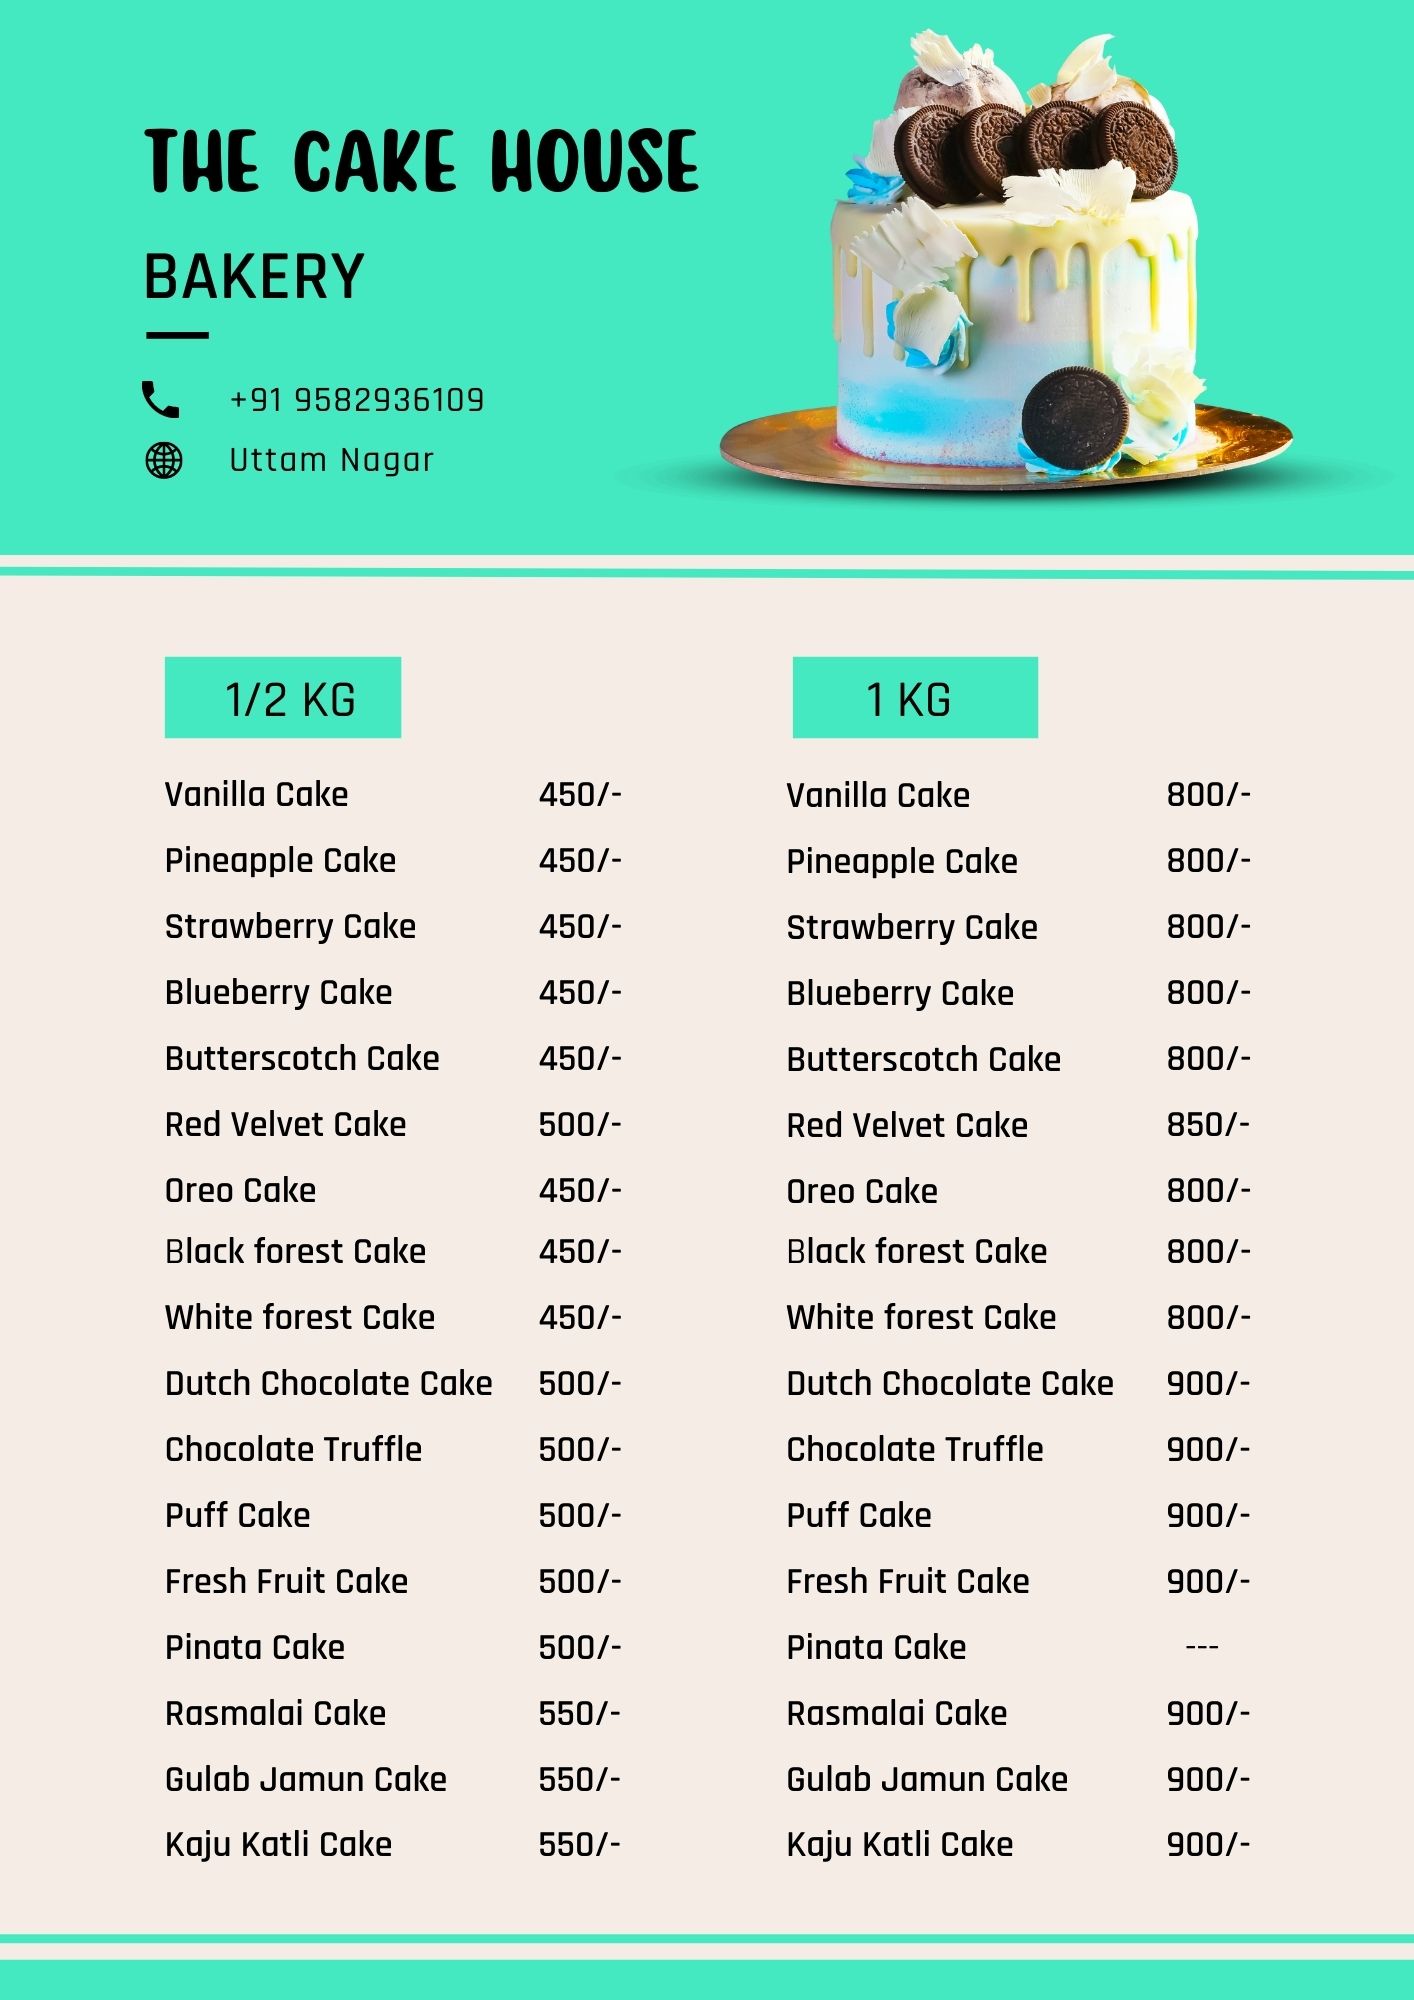 THE CAKE HOUSE
BAKERY
+91 9582936109
Uttam Nagar
1/2 KG
Vanilla Cake 450/-
Pineapple Cake 450/-
Strawberry Cake 450/-
Blueberry Cake 450/-
Butterscotch Cake 450/-
Red Velvet Cake 500/-
Oreo Cake 450/-
Black forest Cake 450/-
White forest Cake 450/-
Dutch Chocolate Cake 500/-
Chocolate Truffle 500/-
Puff Cake 500/-
Fresh Fruit Cake 500/-
Pinata Cake 500/-
Rasmalai Cake 550/-
Gulab Jamun Cake 550/-
Kaju Katli Cake 550/-
1 KG
Vanilla Cake 800/-
Pineapple Cake 800/-
Strawberry Cake 800/-
Blueberry Cake 800/-
Butterscotch Cake 800/-
Red Velvet Cake 850/-
Oreo Cake 800/-
Black forest Cake 800/-
White forest Cake 800/-
Dutch Chocolate Cake 900/-
Chocolate Truffle 900/-
Puff Cake 900/-
Fresh Fruit Cake 900/-
Pinata Cake ---
Rasmalai Cake 900/-
Gulab Jamun Cake 900/-
Kaju Katli Cake 900/-